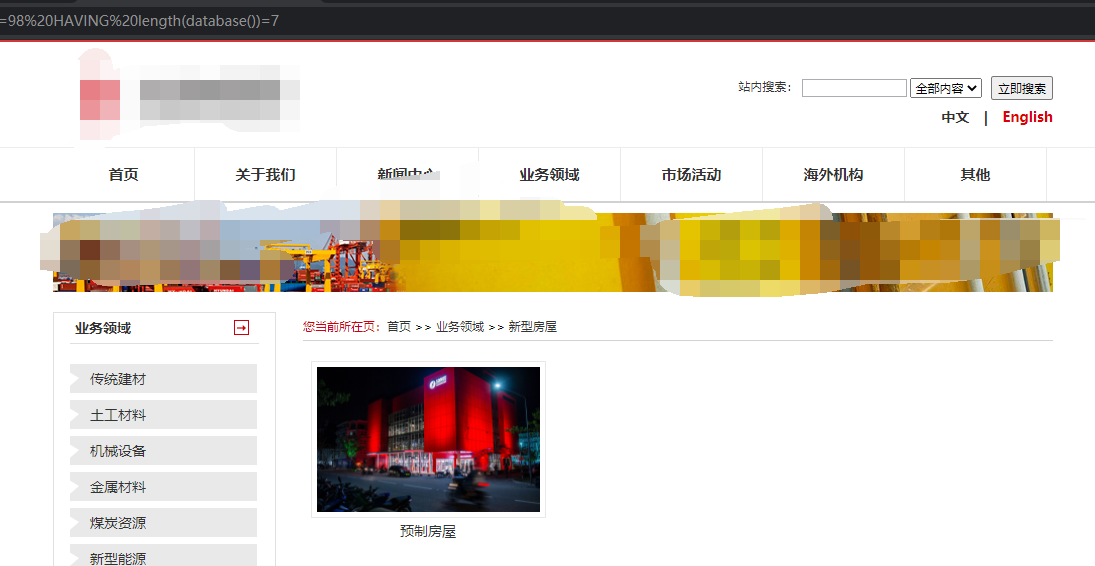 =98%20HAVING%20length(database())=7
站内搜索： 全部内容 立即搜索
中文 | English
首页 关于我们 新闻中心 业务领域 市场活动 海外机构 其他
业务领域
您当前所在页：首页 >> 业务领域 >> 新型房屋
传统建材
土工材料
机械设备
金属材料
煤炭资源
新型能源
预制房屋